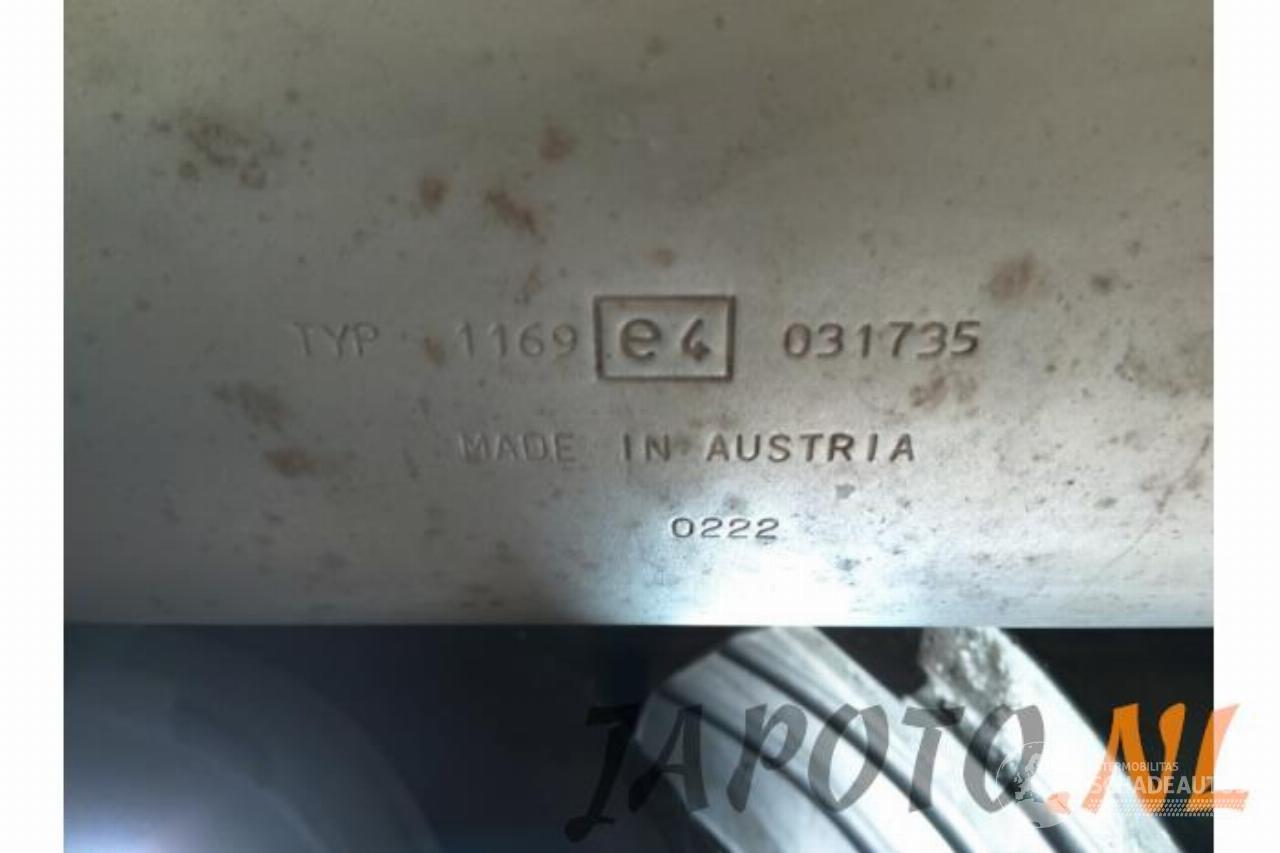 TYP 1169 e4 031735
MADE IN AUSTRIA
0222
JAPOTO.NL